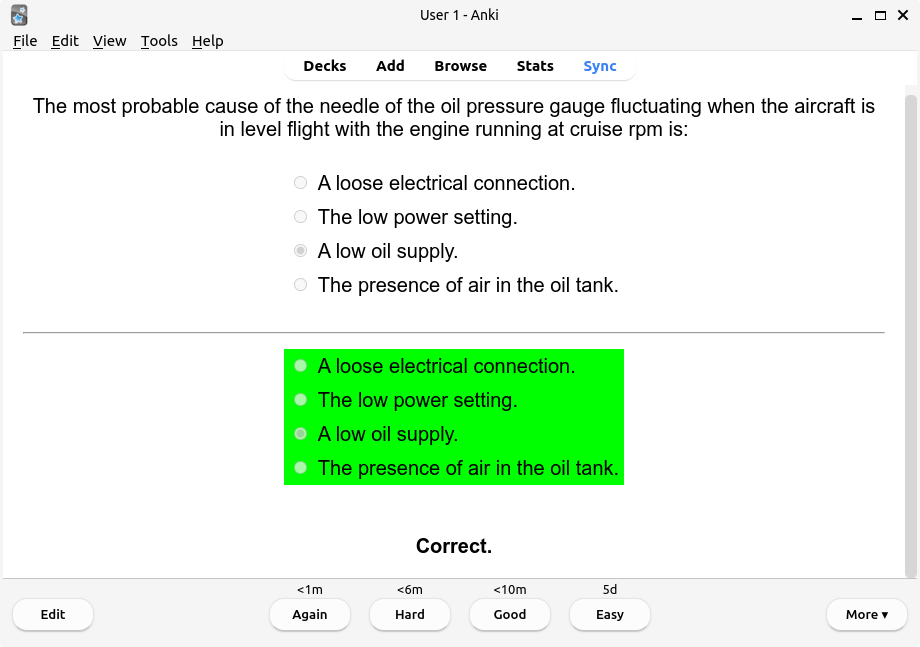 User 1 - Anki
File Edit View Tools Help
Decks Add Browse Stats Sync
The most probable cause of the needle of the oil pressure gauge fluctuating when the aircraft is
in level flight with the engine running at cruise rpm is:
A loose electrical connection.
The low power setting.
A low oil supply.
The presence of air in the oil tank.
A loose electrical connection.
The low power setting.
A low oil supply.
The presence of air in the oil tank.
Correct.
<1m <6m <10m 5d
Edit Again Hard Good Easy More ▾